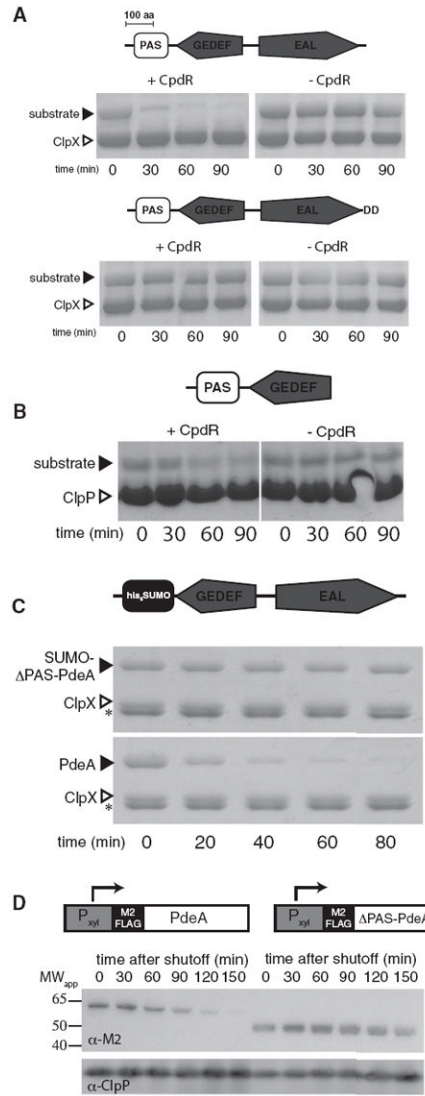 A
100 aa
PAS GEDEF EAL
+ CpdR - CpdR
substrate
ClpX
time (min) 0 30 60 90 0 30 60 90
PAS GEDEF EAL DD
+ CpdR - CpdR
substrate
ClpX
time (min) 0 30 60 90 0 30 60 90
PAS GEDEF
B
+ CpdR - CpdR
substrate
ClpP
time (min) 0 30 60 90 0 30 60 90
his6SUMO GEDEF EAL
C
SUMO-
ΔPAS-PdeA
ClpX
*
PdeA
ClpX
*
time (min) 0 20 40 60 80
D
Pxyl M2 FLAG PdeA Pxyl M2 FLAG ΔPAS-PdeA
time after shutoff (min) time after shutoff (min)
MWapp 0 30 60 90 120 150 0 30 60 90 120 150
65
50
40
α-M2
α-ClpP